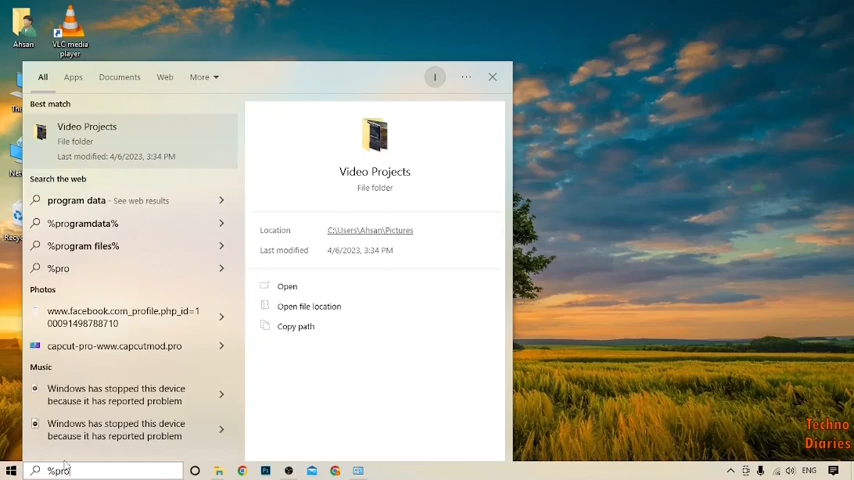 Ahsan
VLC media
player
All
Apps
Documents
Web
More
I
Best match
Video Projects
File folder
Last modified: 4/6/2023, 3:34 PM
Search the web
program data - See web results
%programdata%
%program files%
%pro
Photos
www.facebook.com_profile.php_id=1
00091498788710
capcut-pro-www.capcutmod.pro
Music
Windows has stopped this device
because it has reported problem
Windows has stopped this device
because it has reported problem
Video Projects
File folder
Location
C:\Users\Ahsan\Pictures
Last modified
4/6/2023, 3:34 PM
Open
Open file location
Copy path
Techno
Diaries
%pro
Ps
ENG